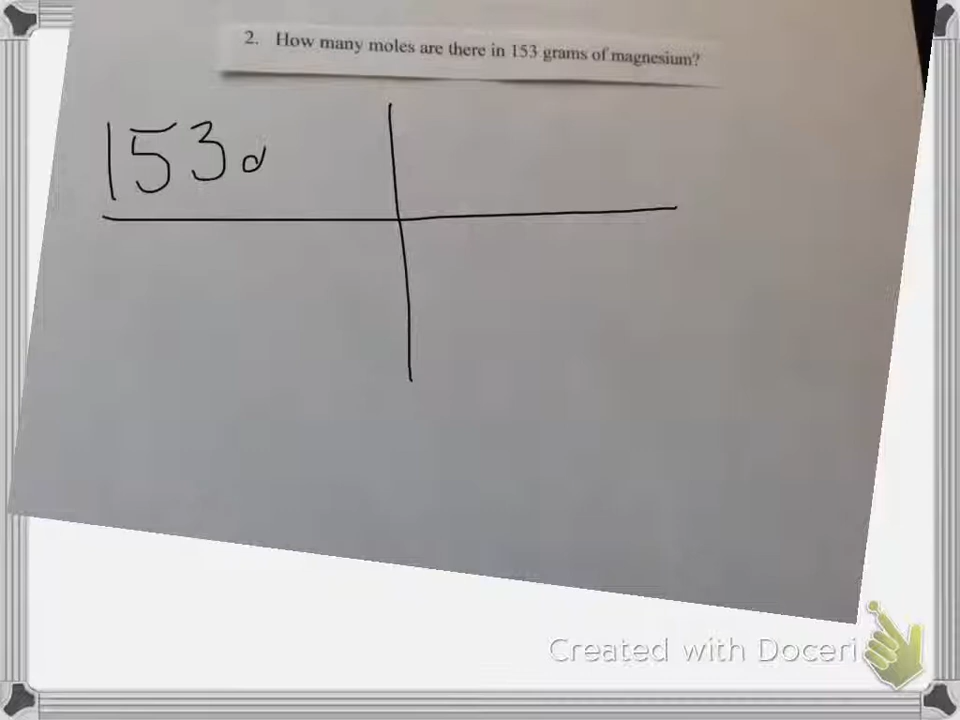 2. How many moles are there in 153 grams of magnesium?
153
Created with Doceri